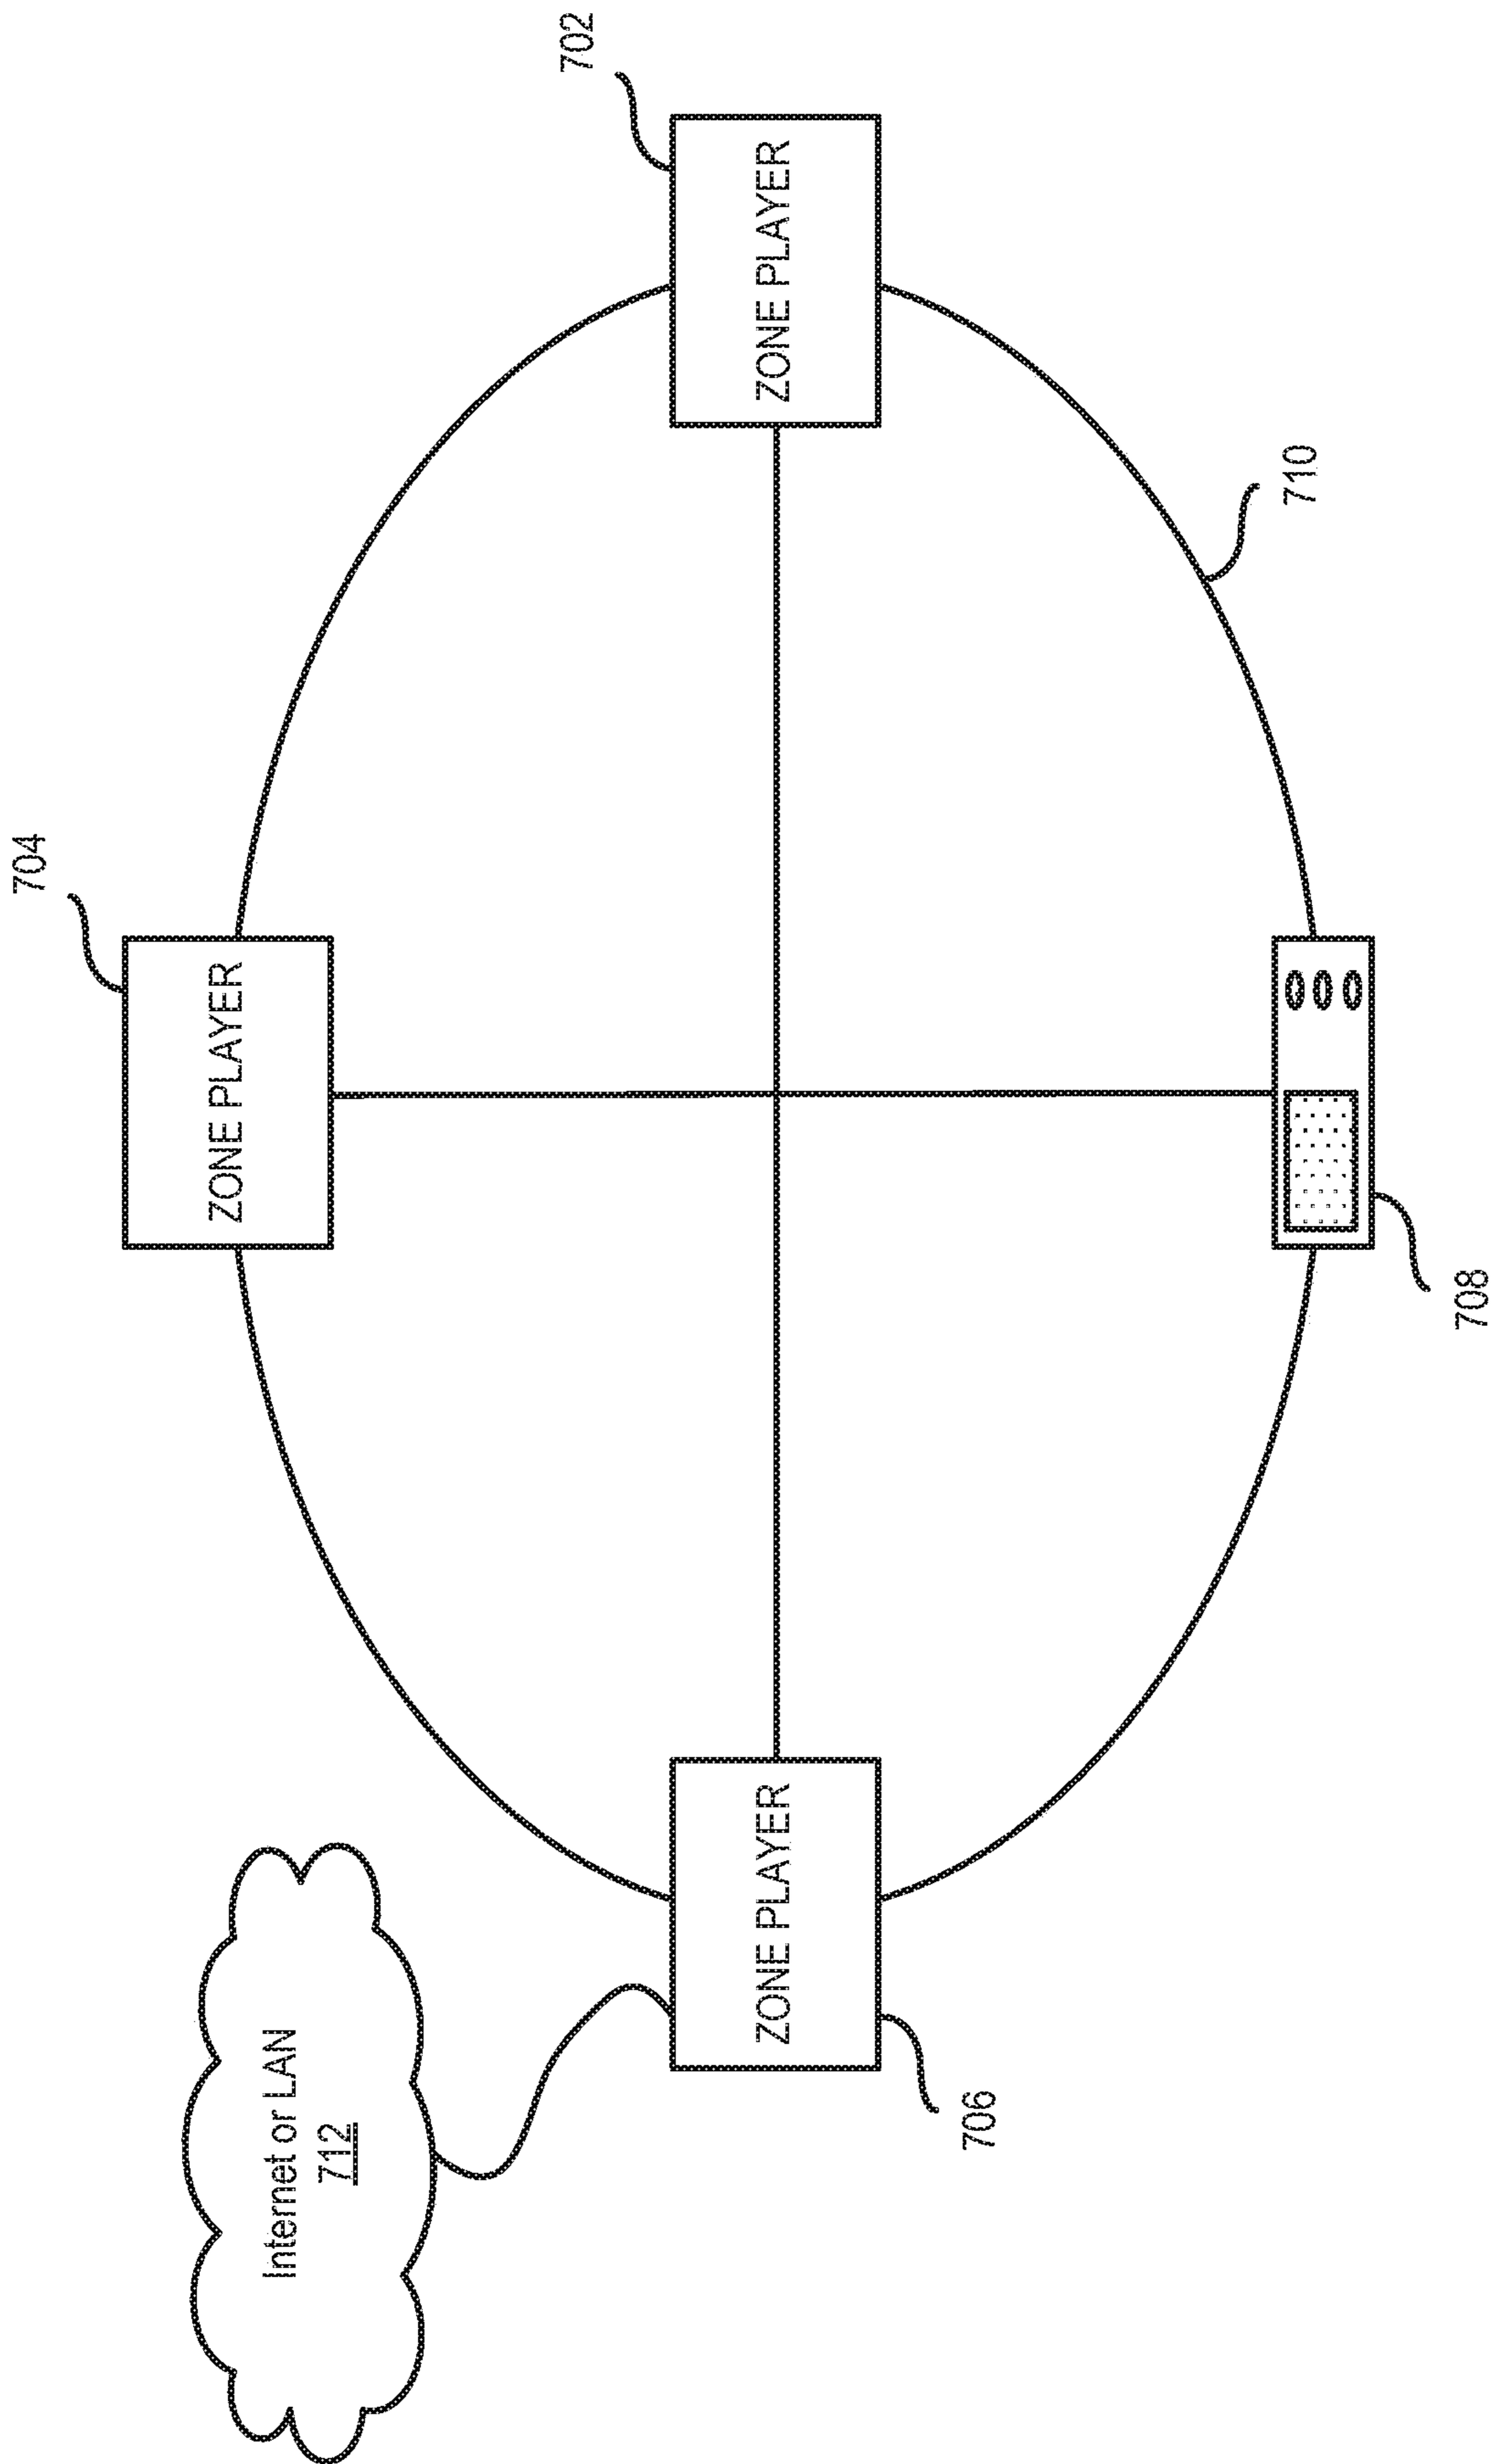 Internet or LAN
712
704
ZONE PLAYER
ZONE PLAYER
706
ZONE PLAYER
702
710
708